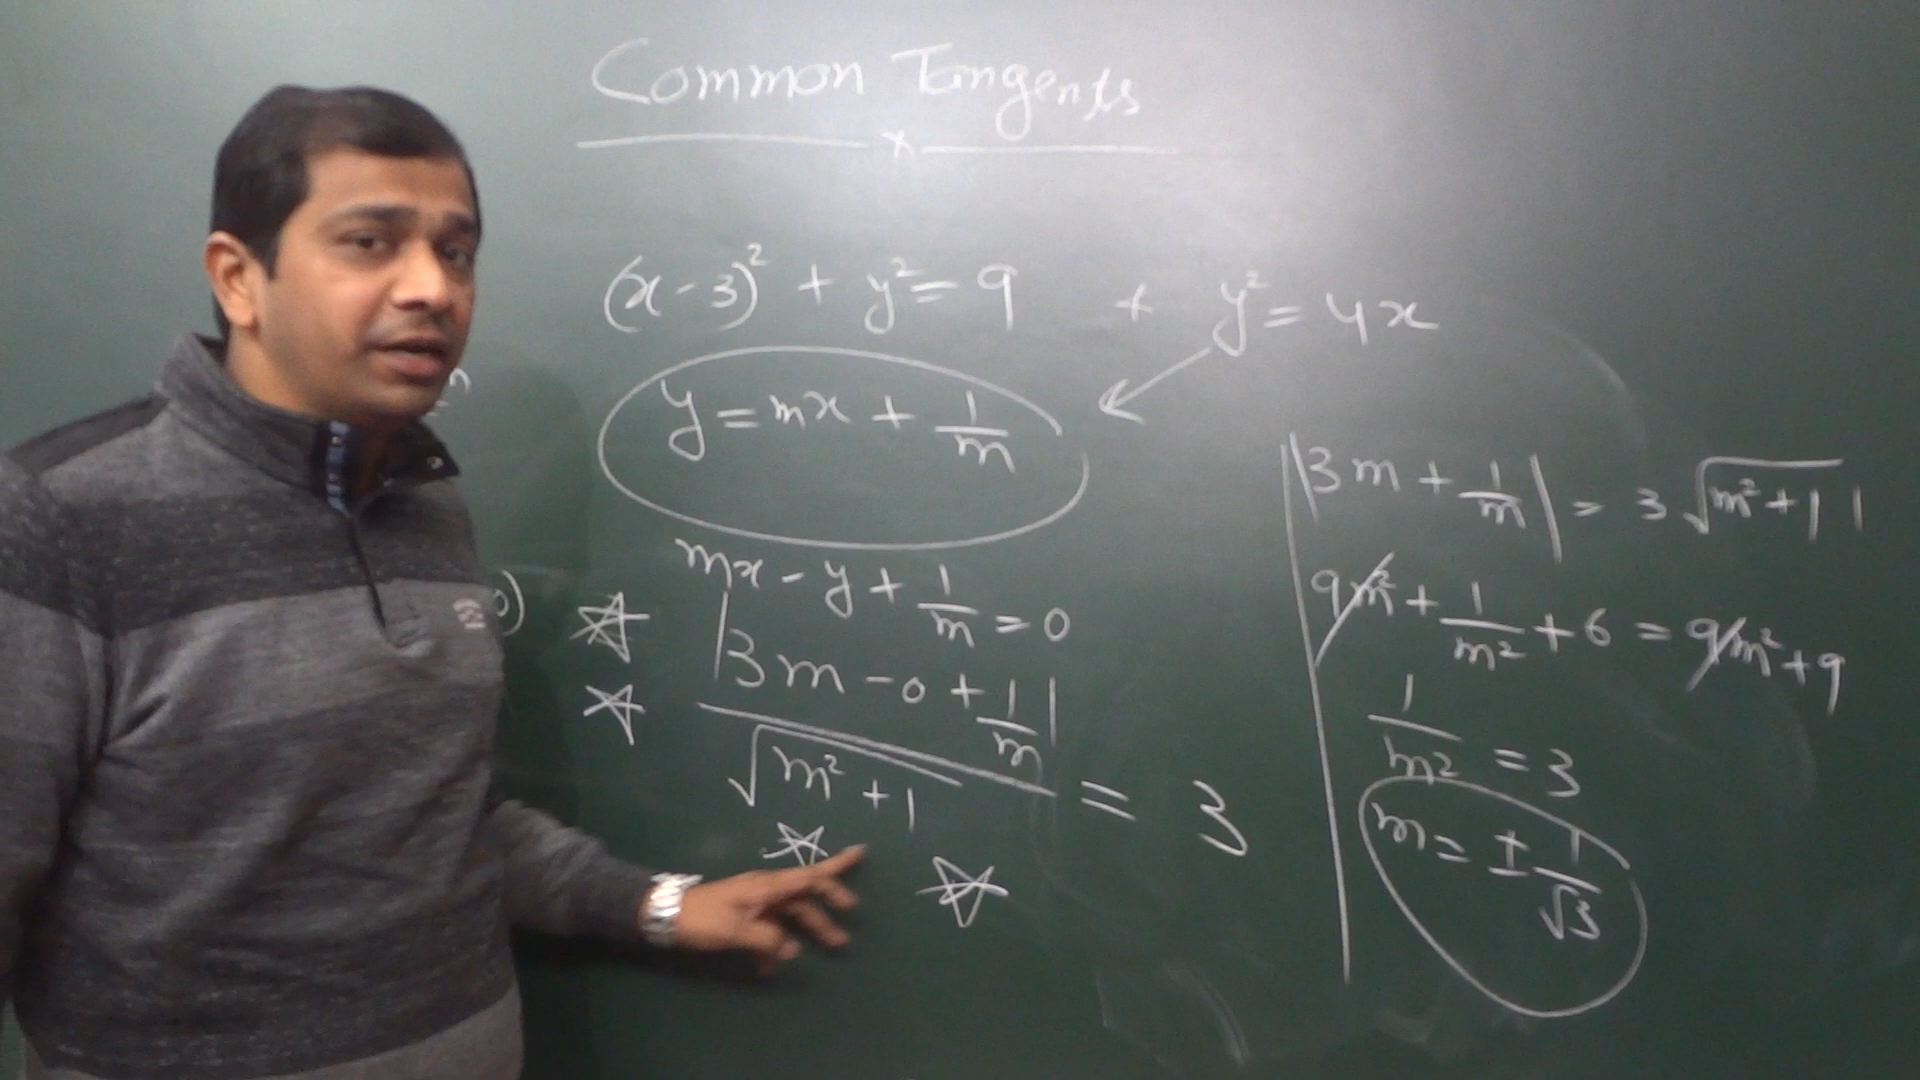 Common Tangents
(x-3)² + y² = 9 + y² = 4x
y = mx + 1/m
mx - y + 1/m = 0
|3m - 0 + 1/m| / √(m² + 1) = 3
|3m + 1/m| = 3 √(m² + 1) |
9m² + 1/m² + 6 = 9m² + 9
1/m² = 3
m = ± 1/√3